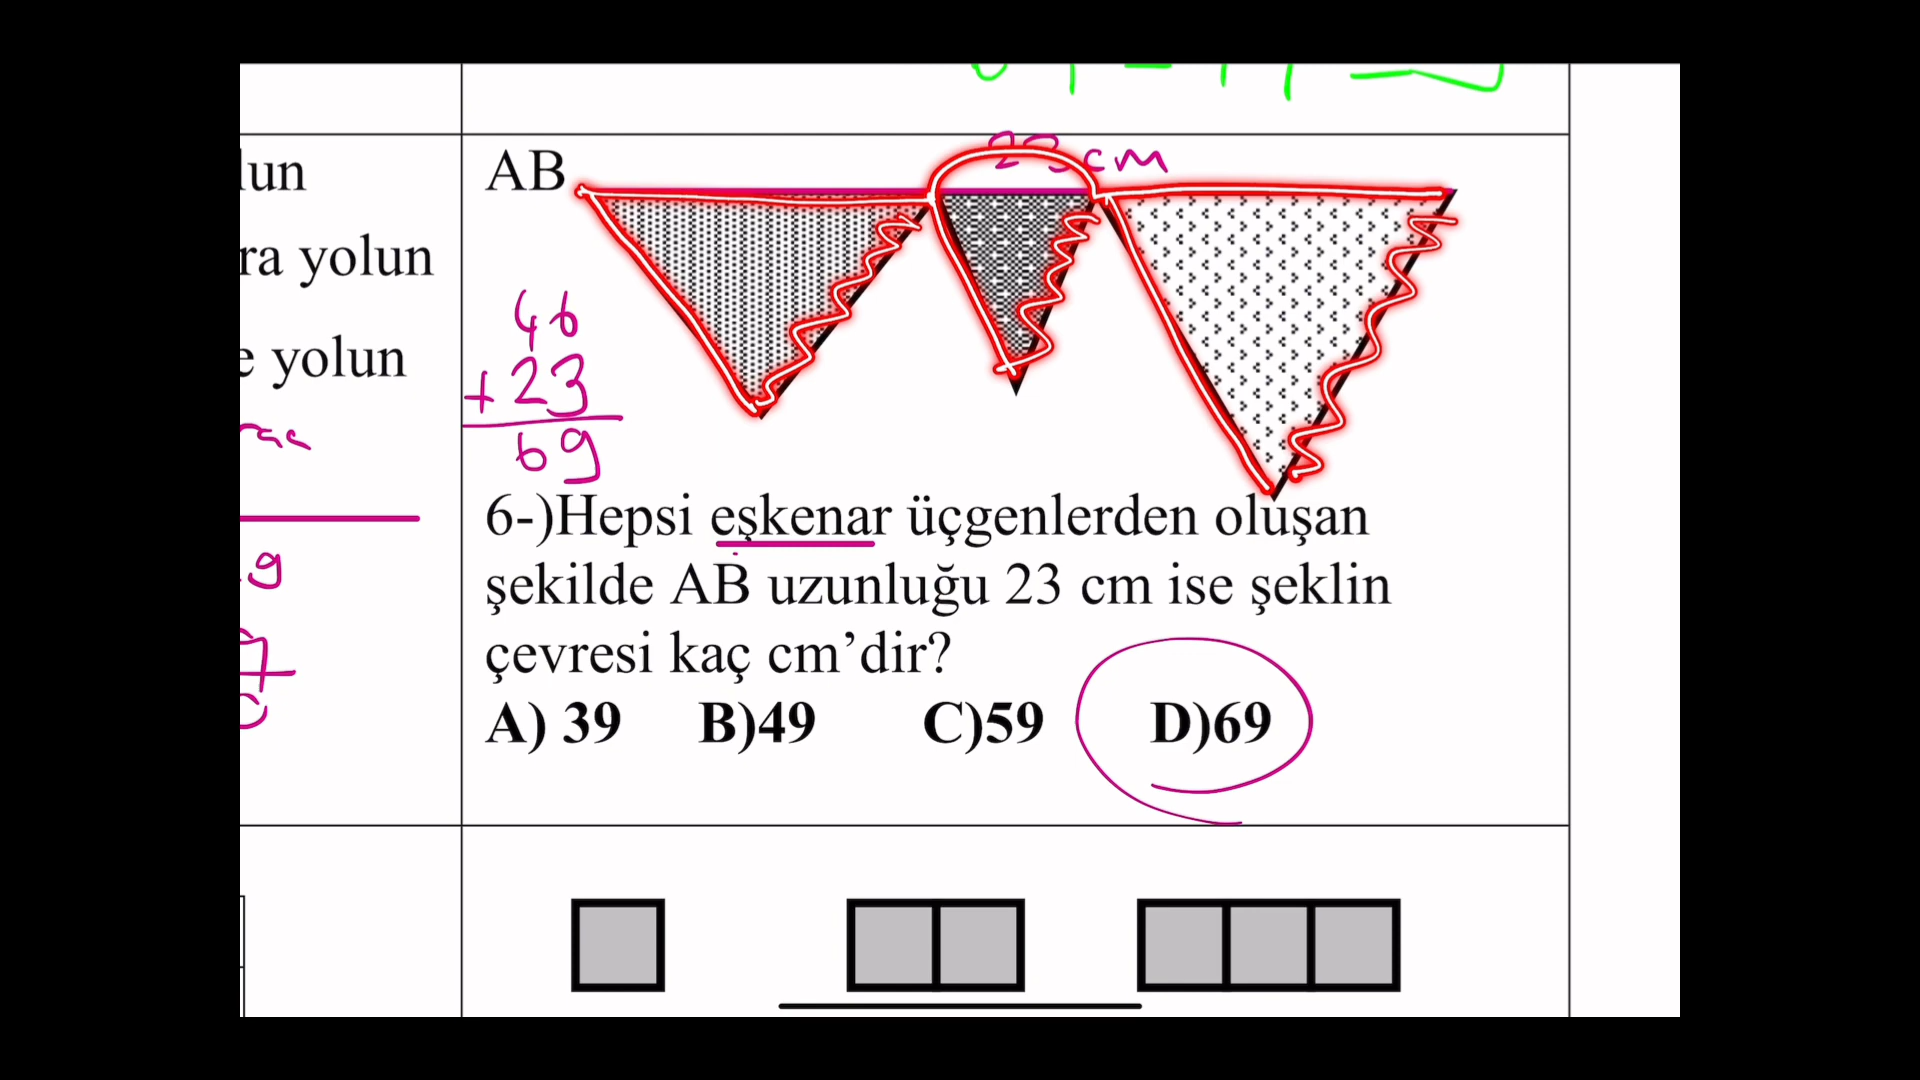 lun
ra yolun
e yolun
g
7
AB
23 cm
46
+23
69
6-)Hepsi eşkenar üçgenlerden oluşan
şekilde AB uzunluğu 23 cm ise şeklin
çevresi kaç cm’dir?
A) 39 B)49 C)59 D)69